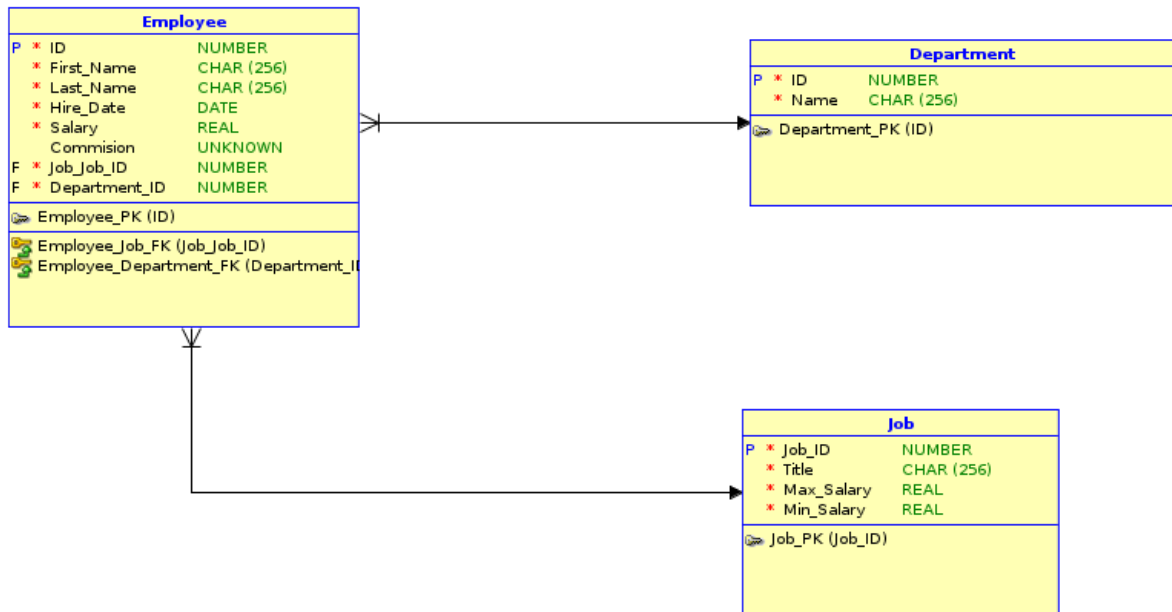 Employee
P * ID NUMBER
* First_Name CHAR (256)
* Last_Name CHAR (256)
* Hire_Date DATE
* Salary REAL
Commision UNKNOWN
F * Job_Job_ID NUMBER
F * Department_ID NUMBER
Employee_PK (ID)
Employee_Job_FK (Job_Job_ID)
Employee_Department_FK (Department_I
Department
P * ID NUMBER
* Name CHAR (256)
Department_PK (ID)
Job
P * Job_ID NUMBER
* Title CHAR (256)
* Max_Salary REAL
* Min_Salary REAL
Job_PK (Job_ID)